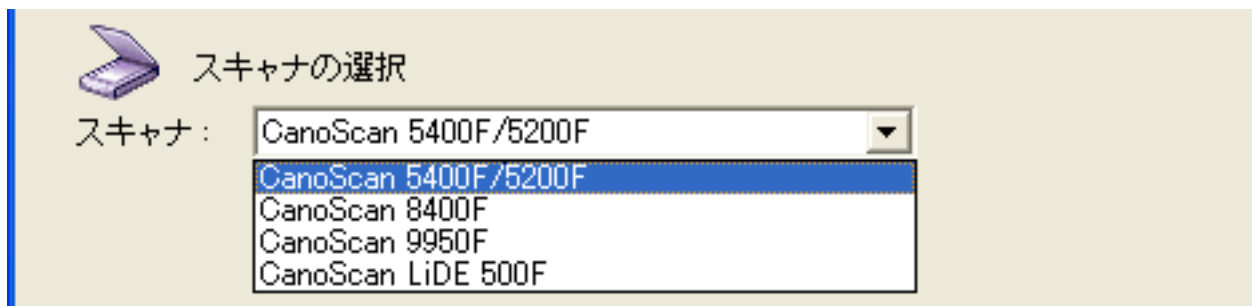 スキャナの選択
スキャナ： CanoScan 5400F/5200F
CanoScan 5400F/5200F
CanoScan 8400F
CanoScan 9950F
CanoScan LiDE 500F